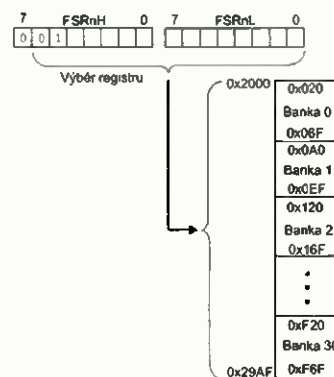 7 FSRnH 0 7 FSRnL 0
0 0 1
Výběr registru
0x2000
0x020
Banka 0
0x06F
0x0A0
Banka 1
0x0EF
0x120
Banka 2
0x16F
0xF20
Banka 30
0x29AF
0xF6F